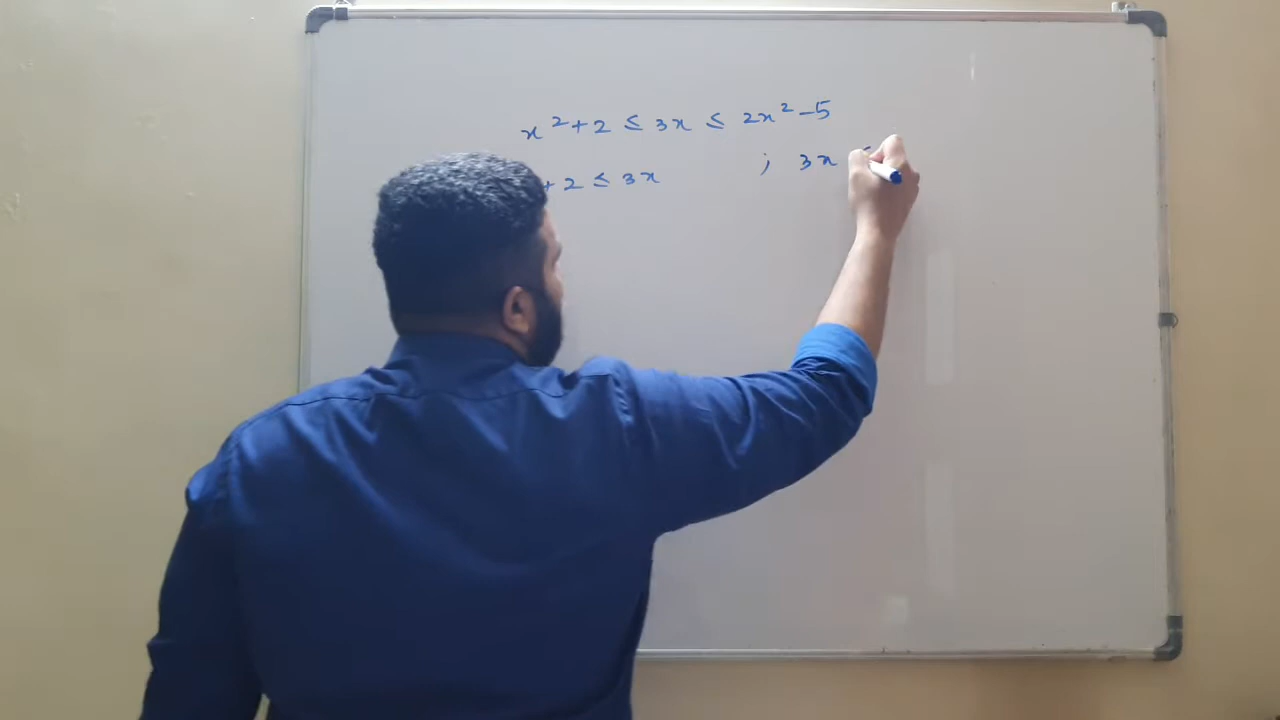 x² + 2 ≤ 3x ≤ 2x² - 5
+ 2 ≤ 3x ; 3x